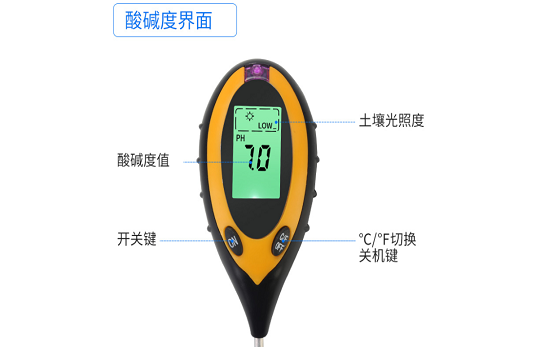 酸碱度界面
LOW
土壤光照度
PH
7.0
酸碱度值
开关键
ON
C/F
OFF
℃/℉切换
关机键